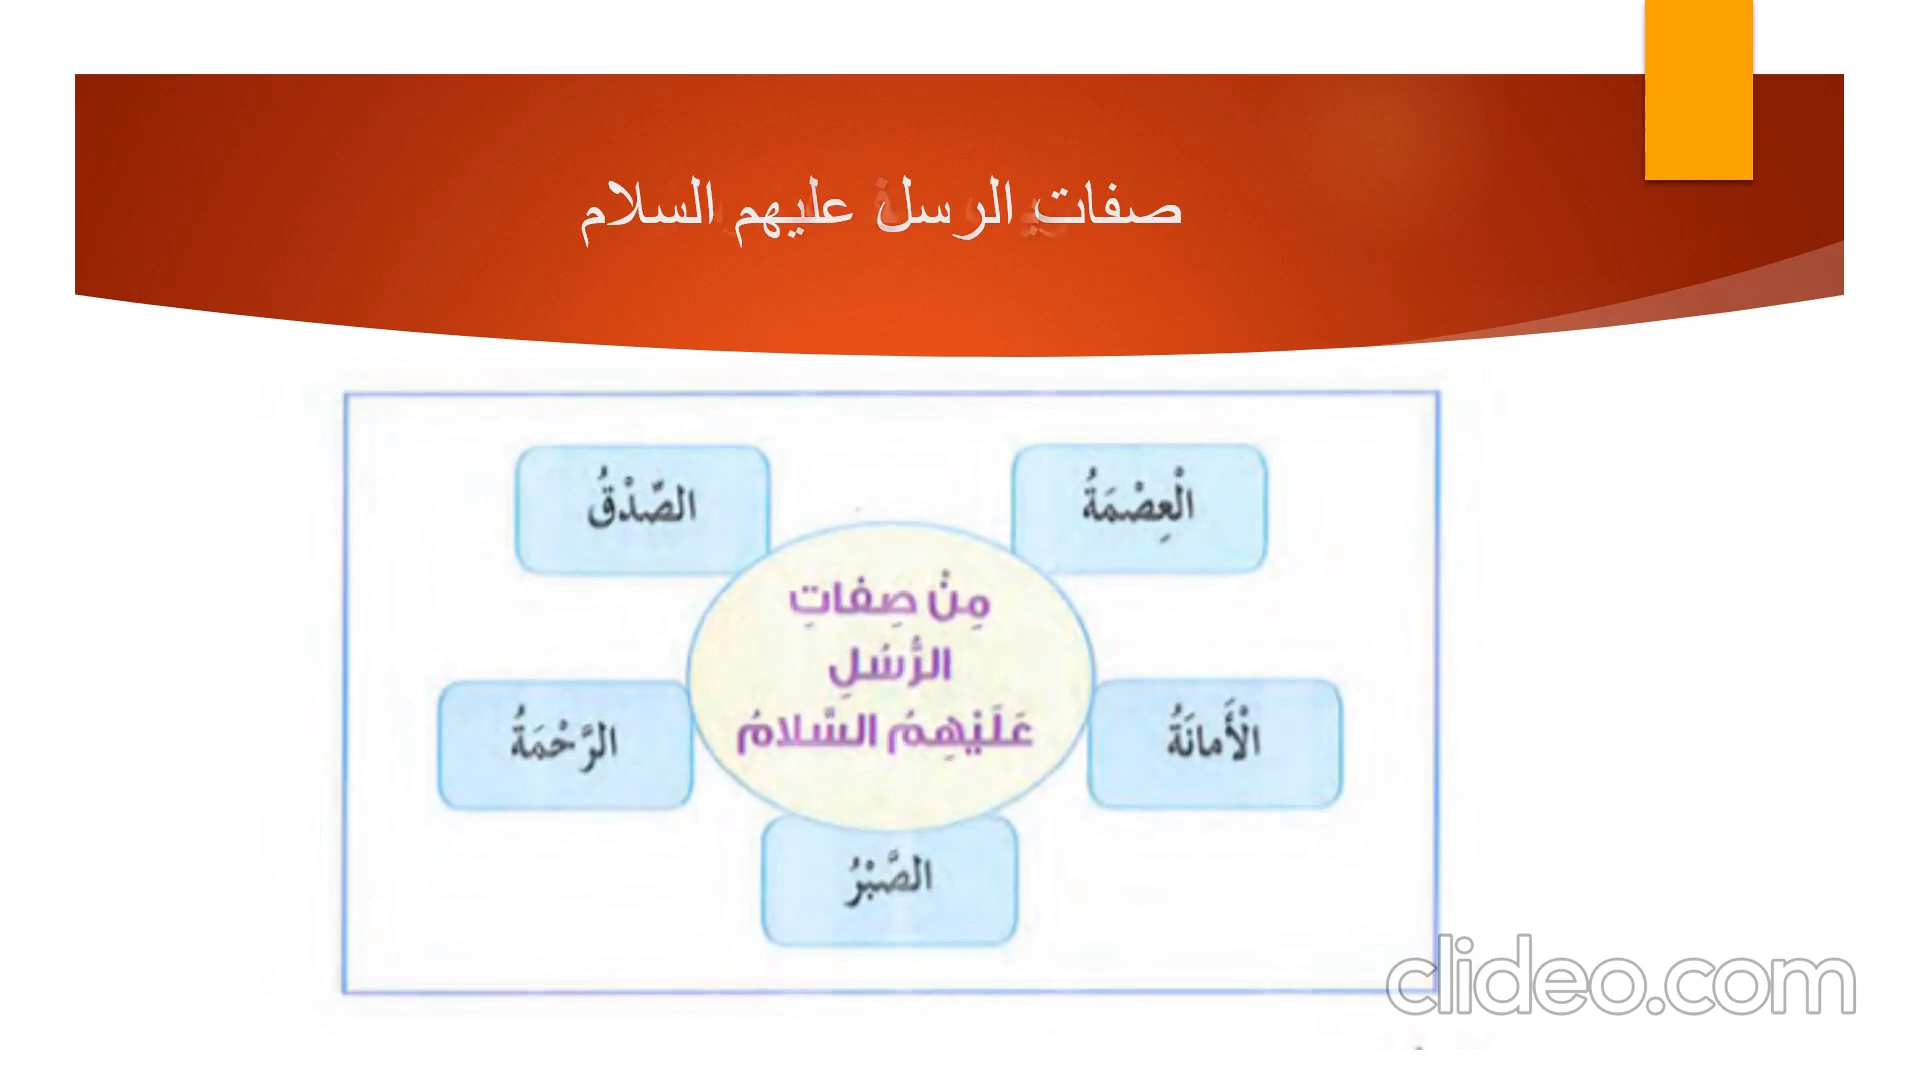 صفات الرسل عليهم السلام
الْعِصْمَةُ
الصِّدْقُ
مِنْ صِفاتِ
الرُّسُلِ
عَلَيْهِمُ السَّلامُ
الْأَمانَةُ
الرَّحْمَةُ
الصَّبْرُ
clideo.com